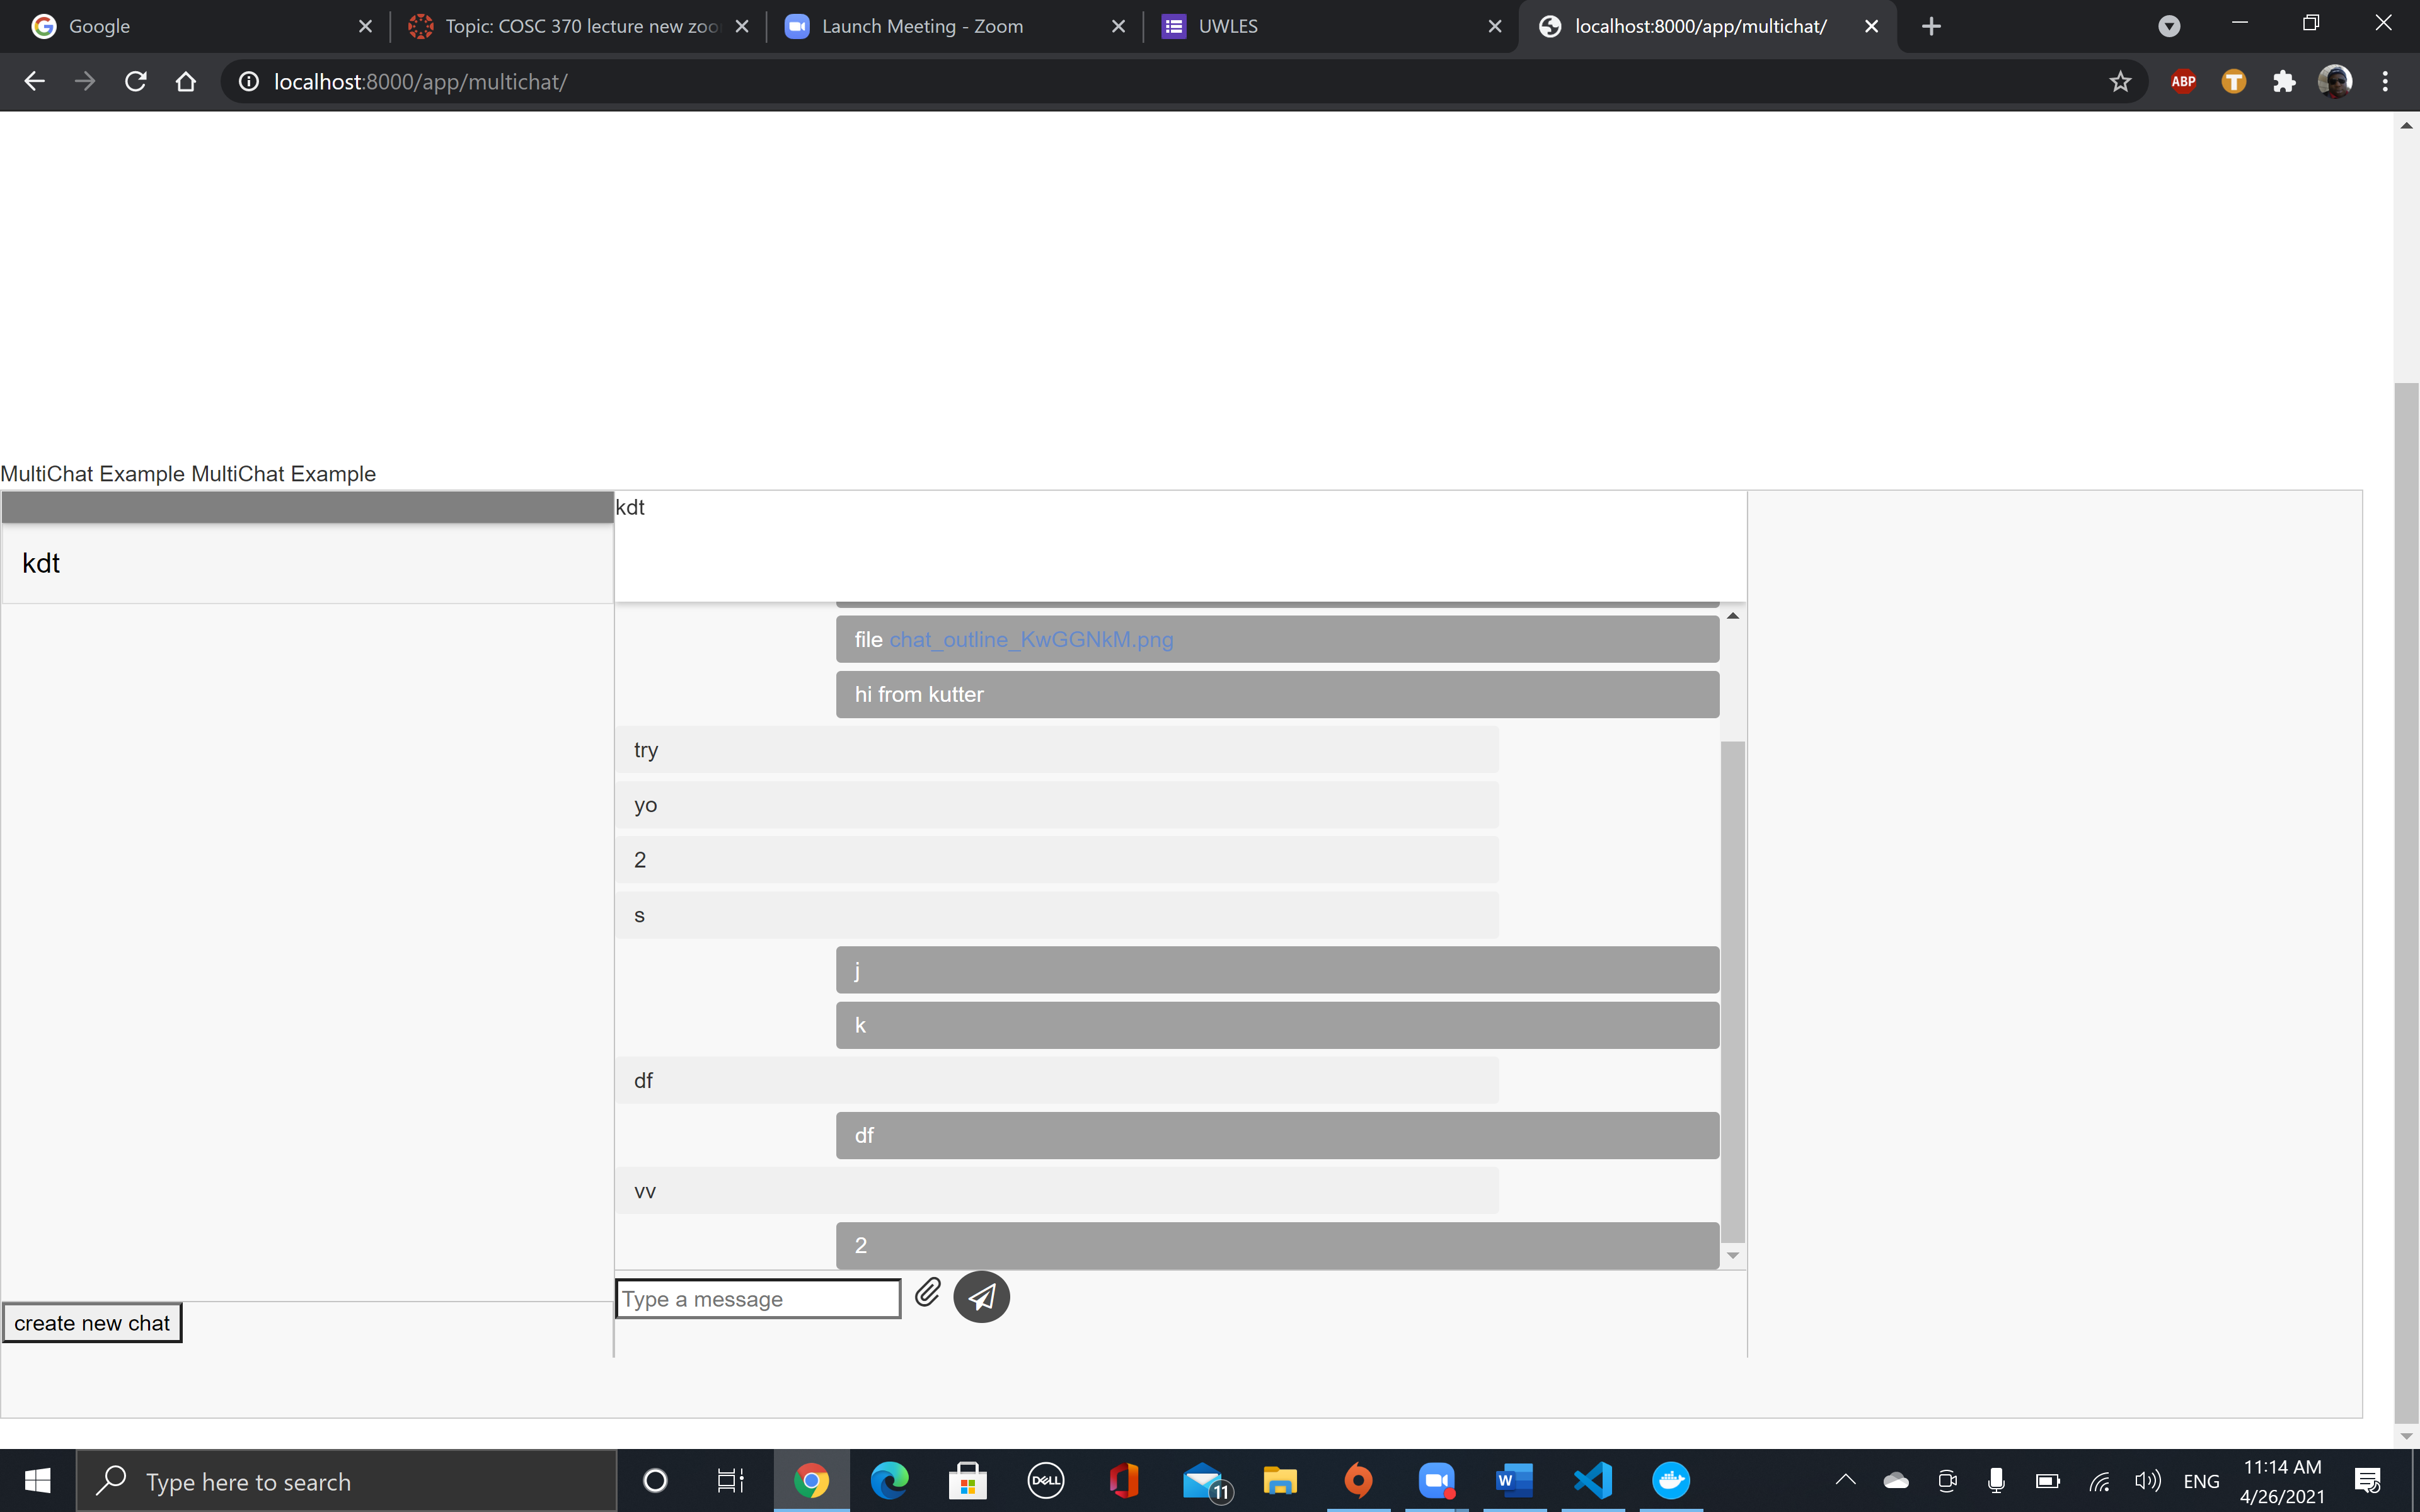 Google
Topic: COSC 370 lecture new zoo
Launch Meeting - Zoom
UWLES
localhost:8000/app/multichat/
localhost:8000/app/multichat/
ABP
T
MultiChat Example MultiChat Example
kdt
kdt
file chat_outline_KwGGNkM.png
hi from kutter
try
yo
2
s
j
k
df
df
vv
2
Type a message
create new chat
Type here to search
DELL
11
W
ENG
11:14 AM
4/26/2021